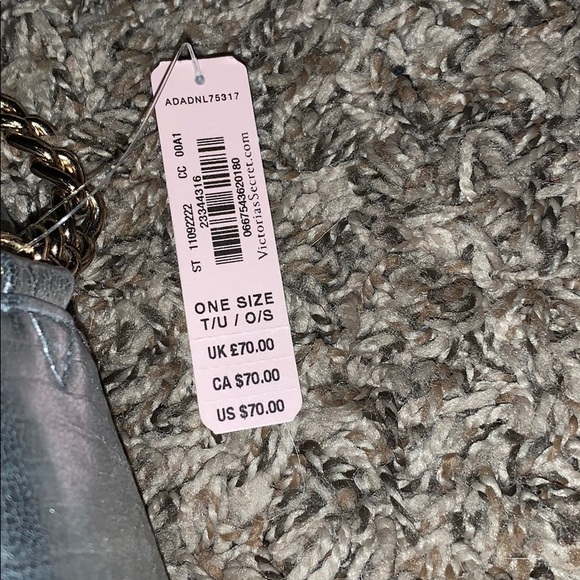 ADADNL75317
ST 11092222 CC 00A1
23344316
0667543620180
VictoriasSecret.com
ONE SIZE
T/U / O/S
UK £70.00
CA $70.00
US $70.00